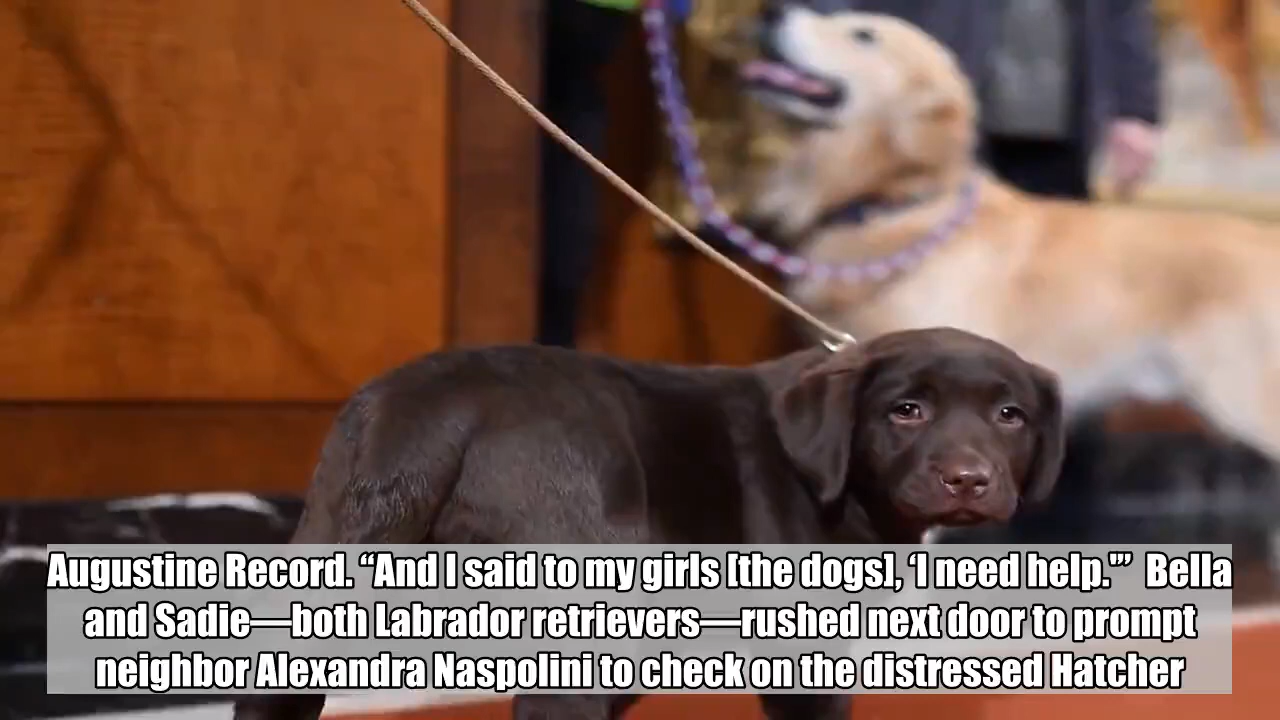 Augustine Record. “And I said to my girls [the dogs], ‘I need help.'”  Bella
and Sadie—both Labrador retrievers—rushed next door to prompt
neighbor Alexandra Naspolini to check on the distressed Hatcher